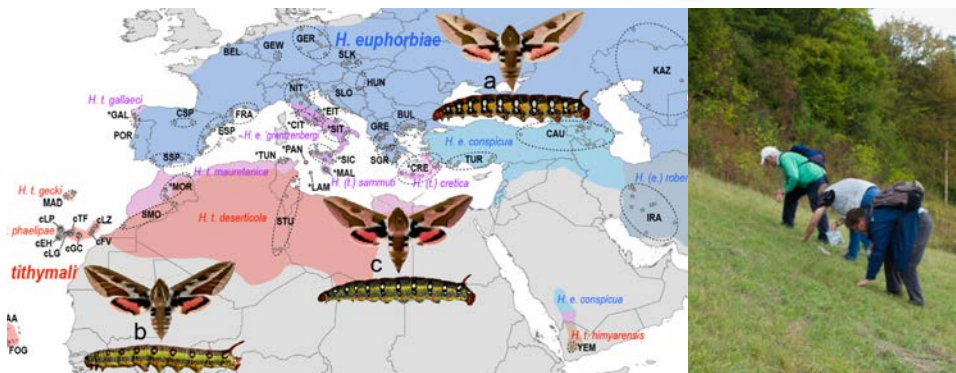 GER
H. euphorbiae
BEL
GEW
SLK
a
KAZ
HUN
SLO
NIT
H. t. gallaeci
*GAL
CSP
FRA
*EIT
BUL
*CIT
*SIT
GRE
CAU
POR
ESP
H. e. 'grentzenbergi'
H. e. conspicua
*PAN
SSP
*TUN
*SIC
SGR
TUR
H. t. mauretanica
*MAL
*CRE
H. (e.) rober
*LAM
H. (t.) sammuti
H. (t.) cretica
H. t. gecki
*MOR
MAD
SMO
H. t. deserticola
STU
IRA
cLP
cTF
cLZ
phaelipae
cEH
cGC
cFV
cLG
tithymali
c
b
H. e. conspicua
H. t. himyarensis
AA
YEM
FOG